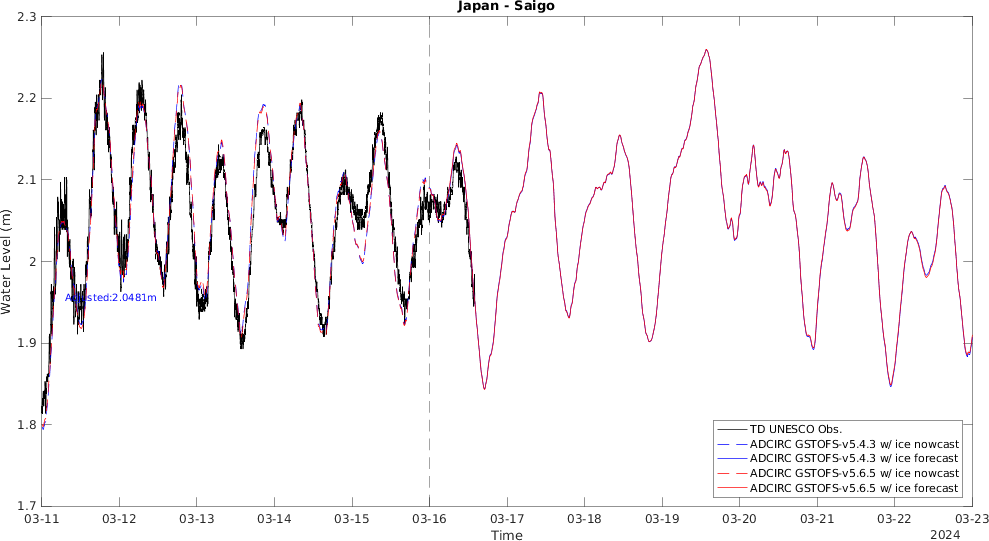 Japan - Saigo
2.3
2.2
2.1
2
1.9
1.8
1.7
Water Level (m)
Adjusted:2.0481m
TD UNESCO Obs.
ADCIRC GSTOFS-v5.4.3 w/ ice nowcast
ADCIRC GSTOFS-v5.4.3 w/ ice forecast
ADCIRC GSTOFS-v5.6.5 w/ ice nowcast
ADCIRC GSTOFS-v5.6.5 w/ ice forecast
03-11 03-12 03-13 03-14 03-15 03-16 03-17 03-18 03-19 03-20 03-21 03-22 03-23
Time
2024